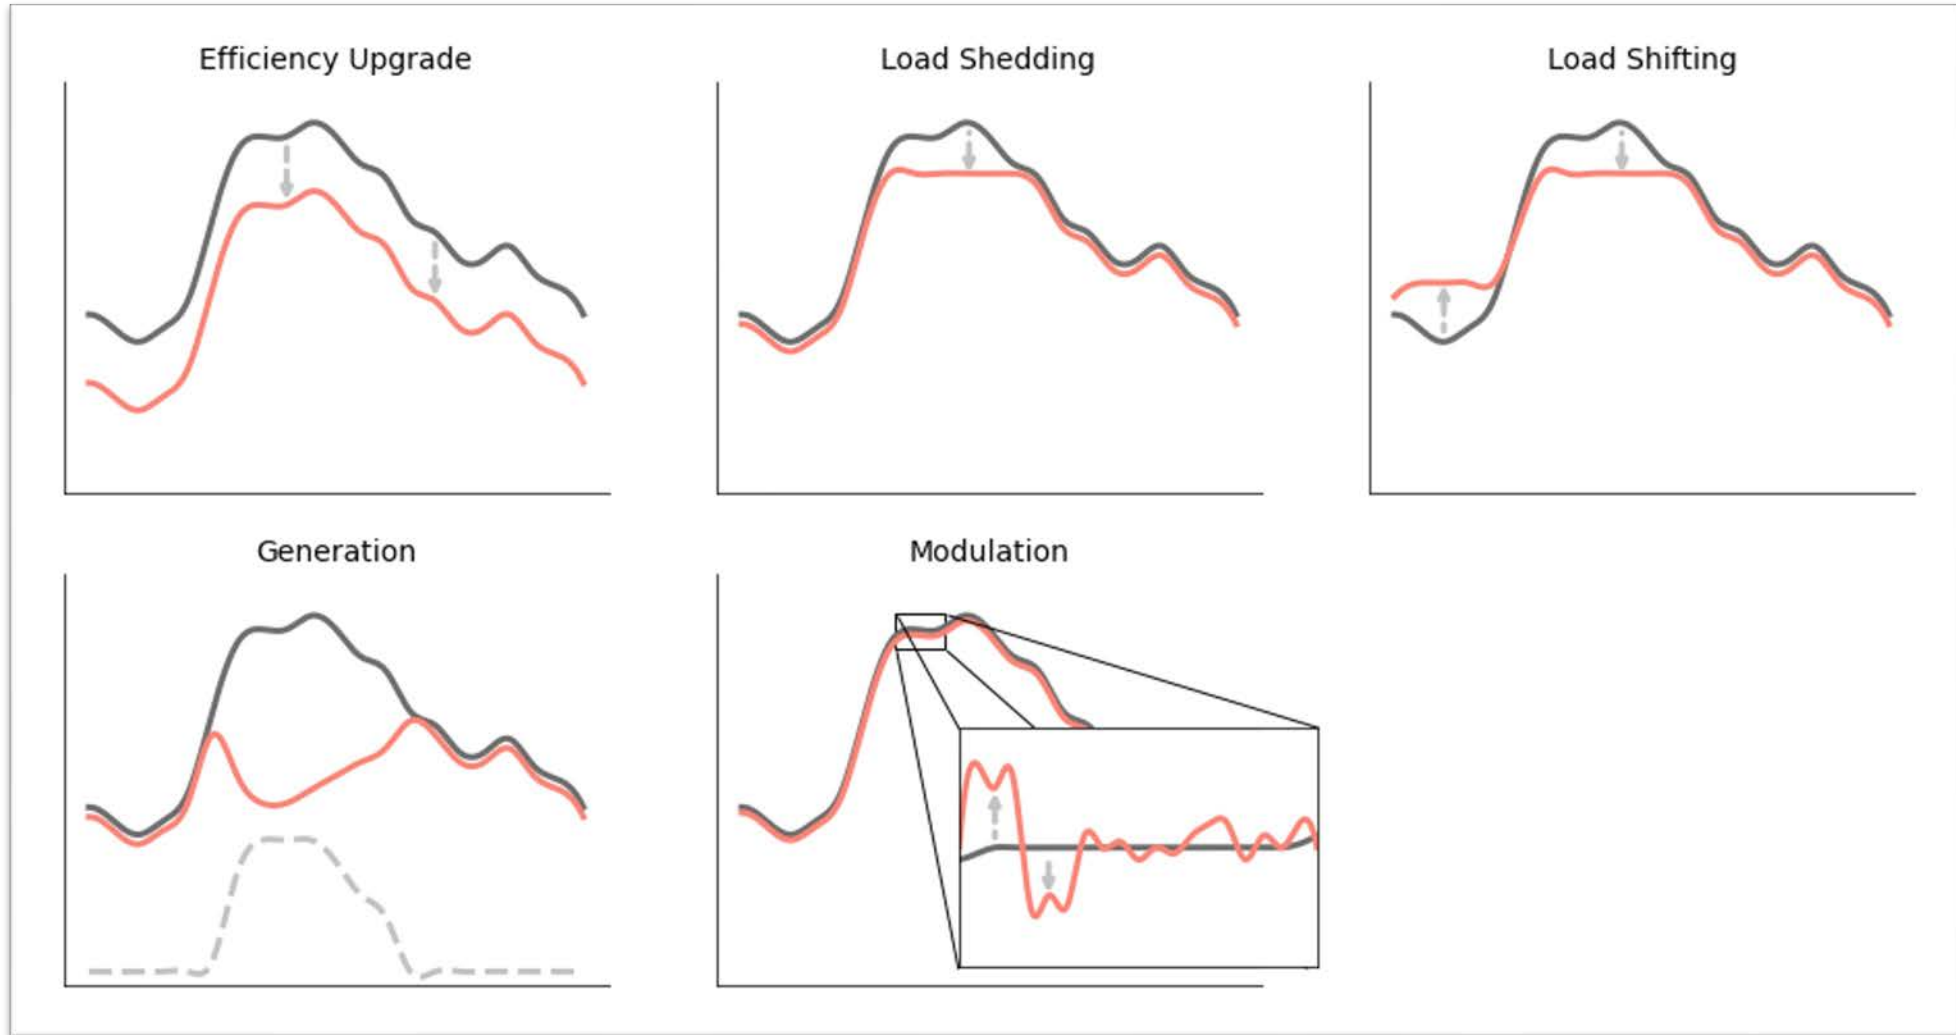 Efficiency Upgrade
Load Shedding
Load Shifting
Generation
Modulation